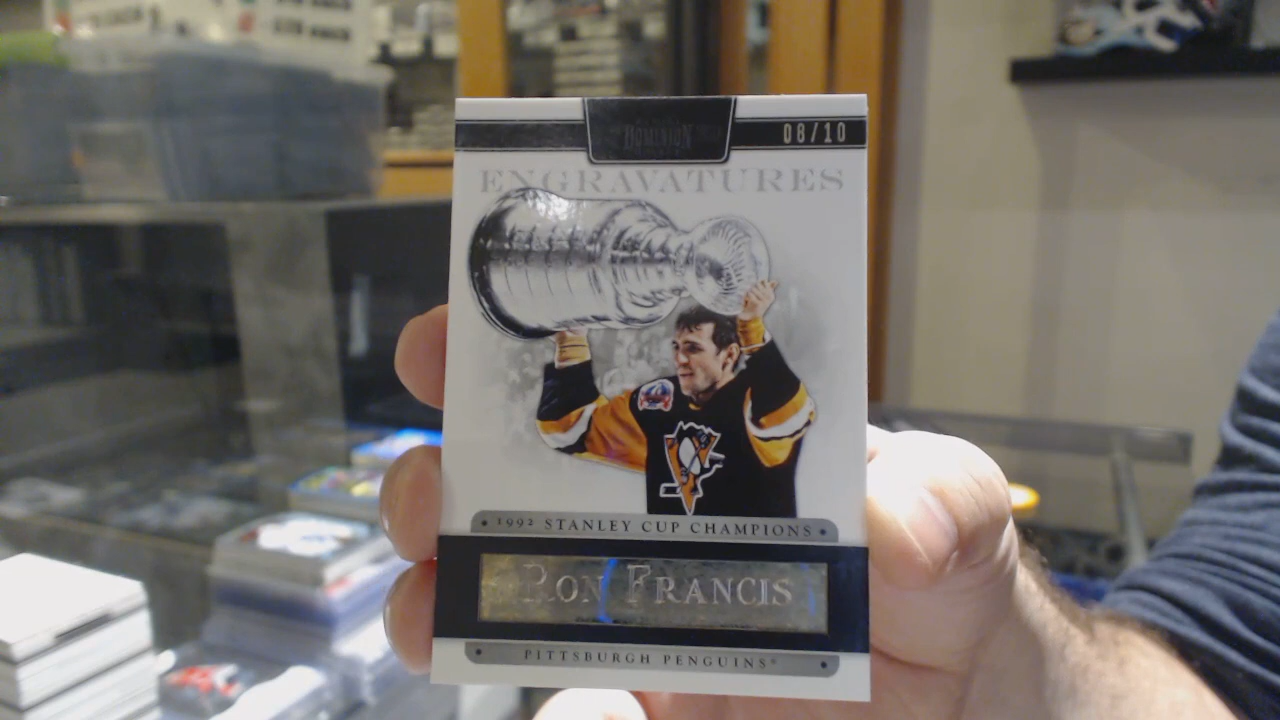 DOMINION
08/10
ENGRAVATURES
1992 STANLEY CUP CHAMPIONS
RON FRANCIS
PITTSBURGH PENGUINS